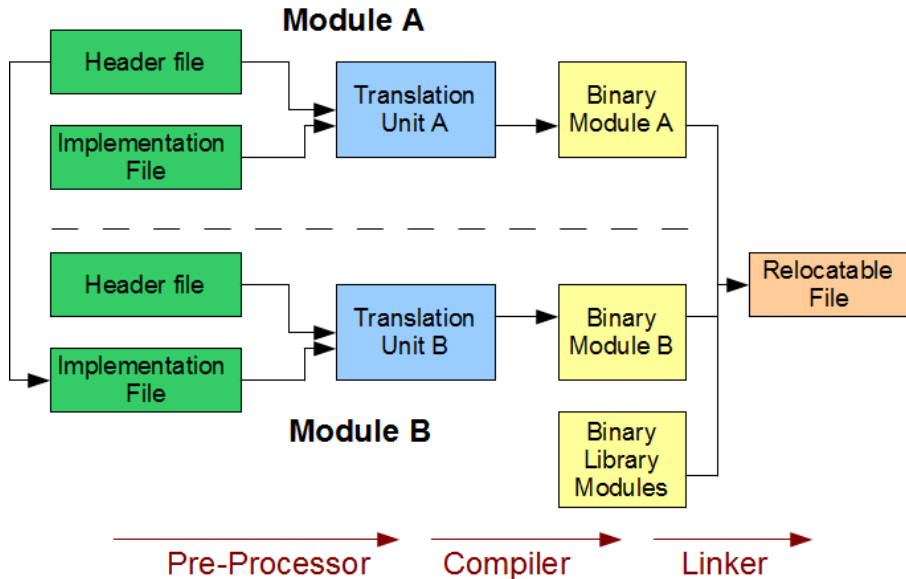 Module A
Header file
Implementation
File
Translation
Unit A
Binary
Module A
Header file
Implementation
File
Translation
Unit B
Binary
Module B
Relocatable
File
Module B
Binary
Library
Modules
Pre-Processor
Compiler
Linker